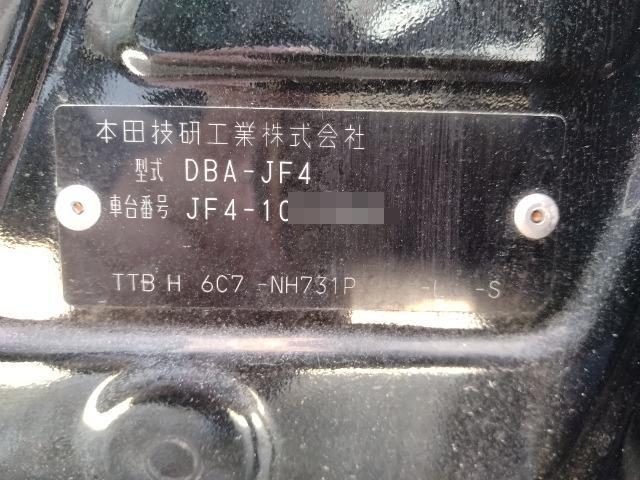 本田技研工業株式会社
型式 DBA-JF4
車台番号 JF4-10
TTB H 6C7 -NH731P -L -S